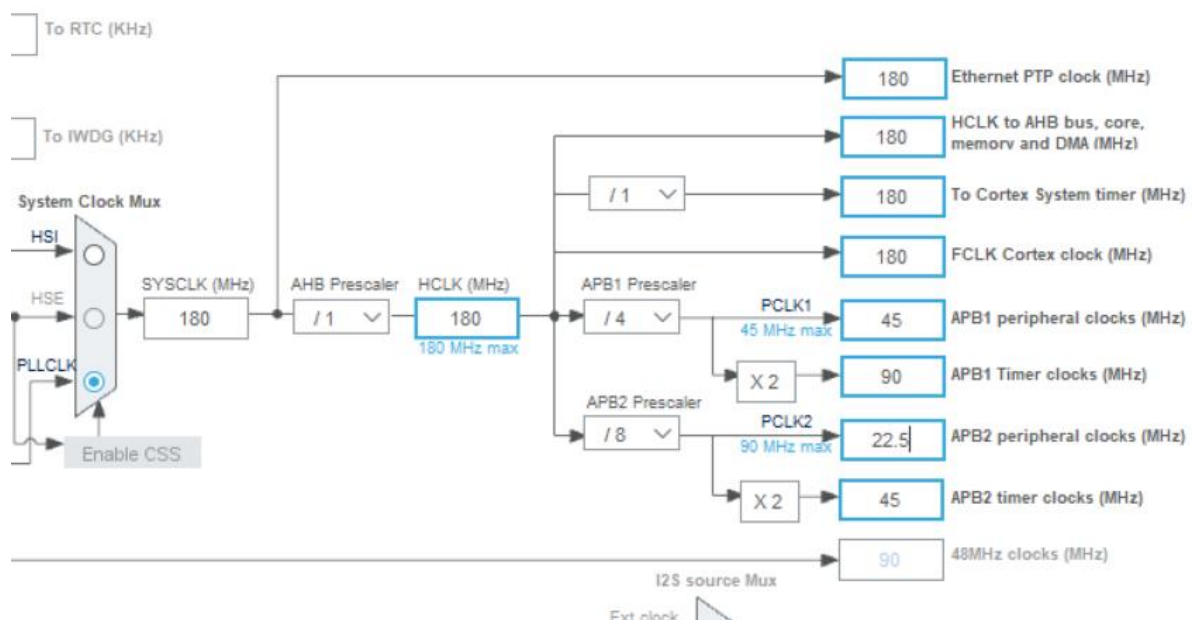 To RTC (KHz)
180
Ethernet PTP clock (MHz)
To IWDG (KHz)
180
HCLK to AHB bus, core,
memory and DMA (MHz)
System Clock Mux
/ 1
180
To Cortex System timer (MHz)
HSI
180
FCLK Cortex clock (MHz)
SYSCLK (MHz)
AHB Prescaler
HCLK (MHz)
APB1 Prescaler
HSE
180
/ 1
180
180 MHz max
/ 4
PCLK1
45 MHz max
45
APB1 peripheral clocks (MHz)
PLLCLK
X 2
90
APB1 Timer clocks (MHz)
APB2 Prescaler
/ 8
PCLK2
90 MHz max
22.5
APB2 peripheral clocks (MHz)
Enable CSS
X 2
45
APB2 timer clocks (MHz)
90
48MHz clocks (MHz)
I2S source Mux
Ext.clock